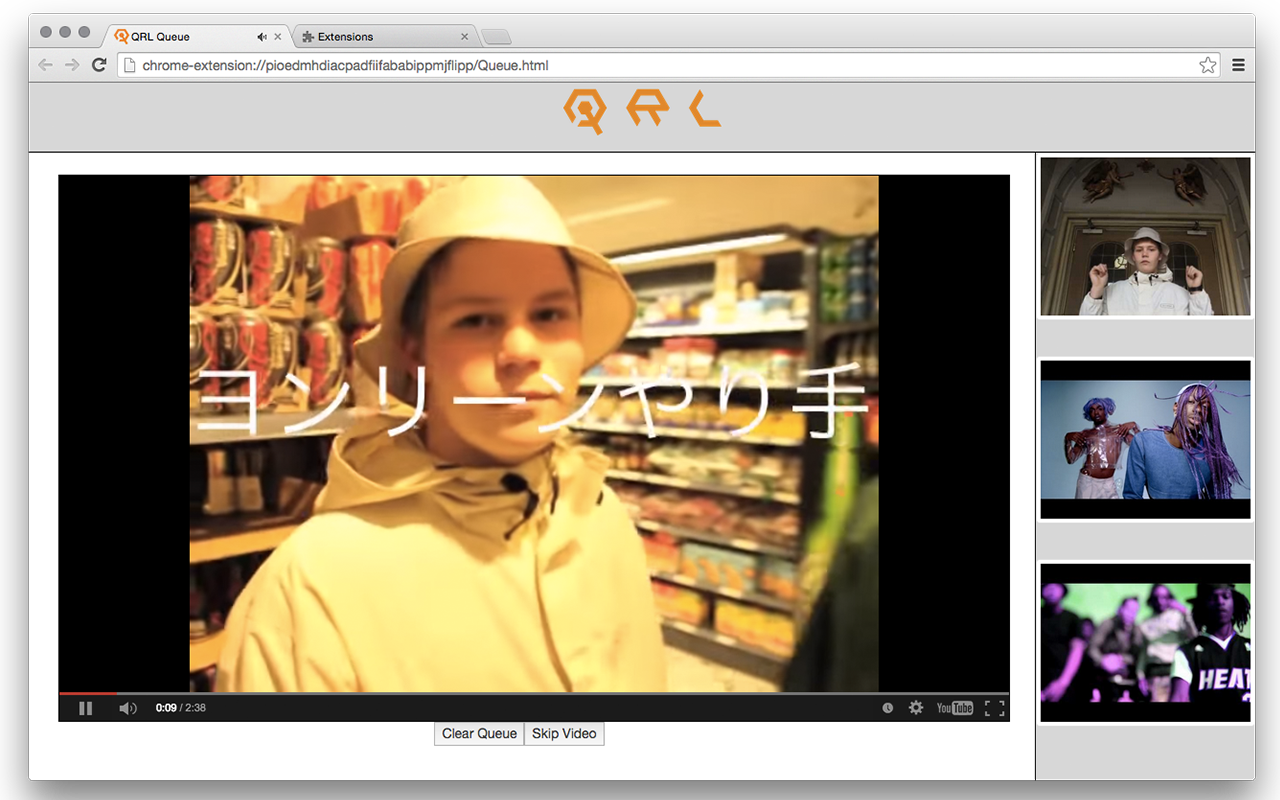 QRL Queue
Extensions
chrome-extension://pioedmhdiacpadfiifababippmjflipp/Queue.html
QRL
ヨンリーンやり手
HEAT
0:09 / 2:38
YouTube
Clear Queue
Skip Video